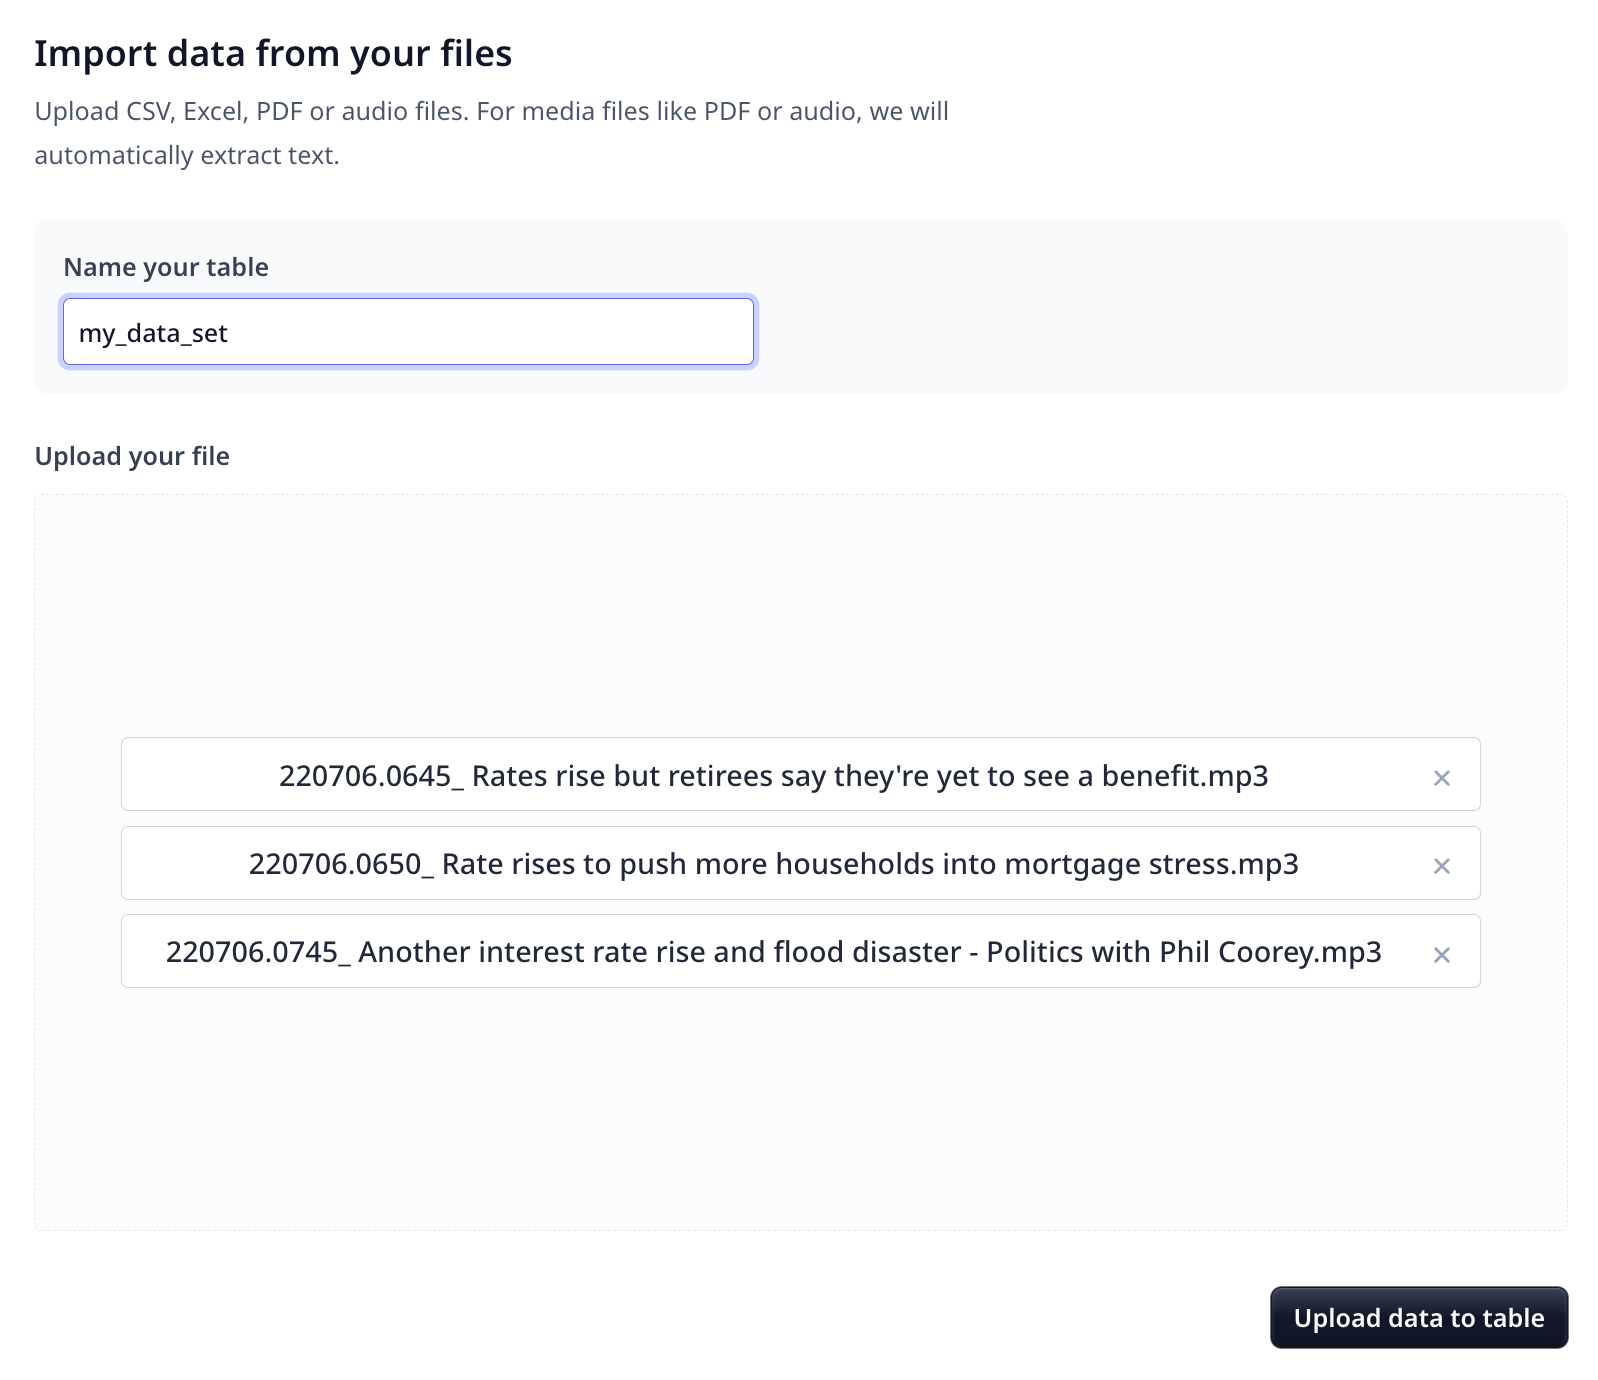 Import data from your files
Upload CSV, Excel, PDF or audio files. For media files like PDF or audio, we will
automatically extract text.
Name your table
my_data_set
Upload your file
220706.0645_ Rates rise but retirees say they're yet to see a benefit.mp3
220706.0650_ Rate rises to push more households into mortgage stress.mp3
220706.0745_ Another interest rate rise and flood disaster - Politics with Phil Coorey.mp3
Upload data to table